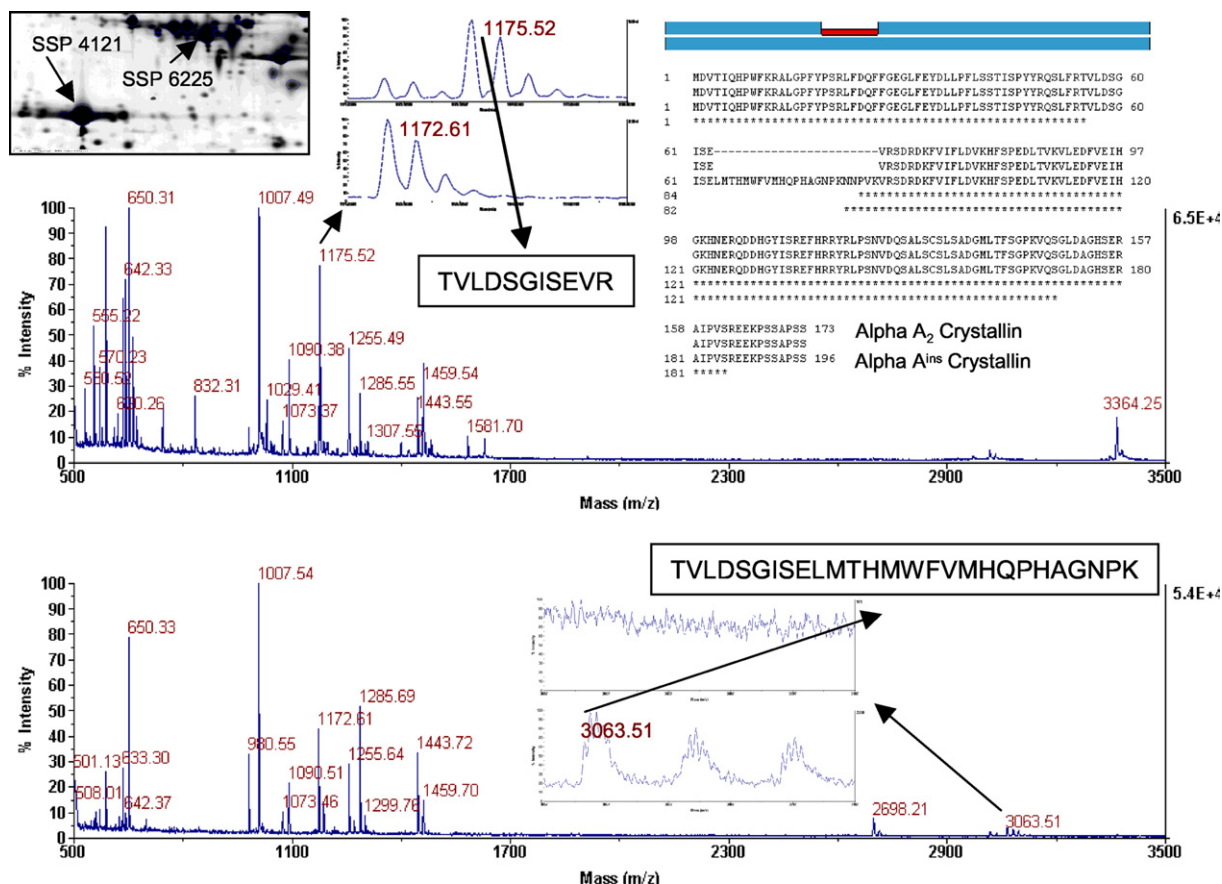 SSP 4121
SSP 6225
1175.52
1172.61
TVLDSGISEVR
1 MDVTIQHPWFKRALGPFYPSRLFDQFFGEGLFEYDLLPFLSSTISPYYRQSLFRTVLDSG 60
MDVTIQHPWFKRALGPFYPSRLFDQFFGEGLFEYDLLPFLSSTISPYYRQSLFRTVLDSG
1 MDVTIQHPWFKRALGPFYPSRLFDQFFGEGLFEYDLLPFLSSTISPYYRQSLFRTVLDSG 60
1 *******************************************************
61 ISE-----------------------VRSDRDKFVIFLDVKHFSPEDLTVKVLEDFVEIH 97
ISE VRSDRDKFVIFLDVKHFSPEDLTVKVLEDFVEIH
61 ISELMTHMWFVMHQPHAGNPKNNPVKVRSDRDKFVIFLDVKHFSPEDLTVKVLEDFVEIH 120
84 *************************************
82 ***************************************
98 GKHNERQDDHGYISREFHRRYRLPSNVDQSALSCSLSADGMLTFSGPKVQSGLDAGHSER 157
GKHNERQDDHGYISREFHRRYRLPSNVDQSALSCSLSADGMLTFSGPKVQSGLDAGHSER
121 GKHNERQDDHGYISREFHRRYRLPSNVDQSALSCSLSADGMLTFSGPKVQSGLDAGHSER 180
121 ************************************************************
121 ***************************************************
158 AIPVSREEKPSSAPSS 173 Alpha A2 Crystallin
AIPVSREEKPSSAPSS
181 AIPVSREEKPSSAPSS 196 Alpha Ains Crystallin
181 *****
6.5E+4
% Intensity
100
90
80
70
60
50
40
30
20
10
0
650.31
642.33
555.22
570.23
630.26
832.31
1007.49
1029.41
1090.38
1073.37
1175.52
1255.49
1285.55
1307.55
1459.54
1443.55
1581.70
3364.25
500 1100 1700 2300 2900 3500
Mass (m/z)
TVLDSGISELMTHMWFVMHQPHAGNPK
5.4E+4
% Intensity
100
90
80
70
60
50
40
30
20
10
0
650.33
501.13
508.01
633.30
642.37
1007.54
980.55
1090.51
1073.46
1172.61
1255.64
1285.69
1299.76
1443.72
1459.70
3063.51
2698.21
3063.51
500 1100 1700 2300 2900 3500
Mass (m/z)